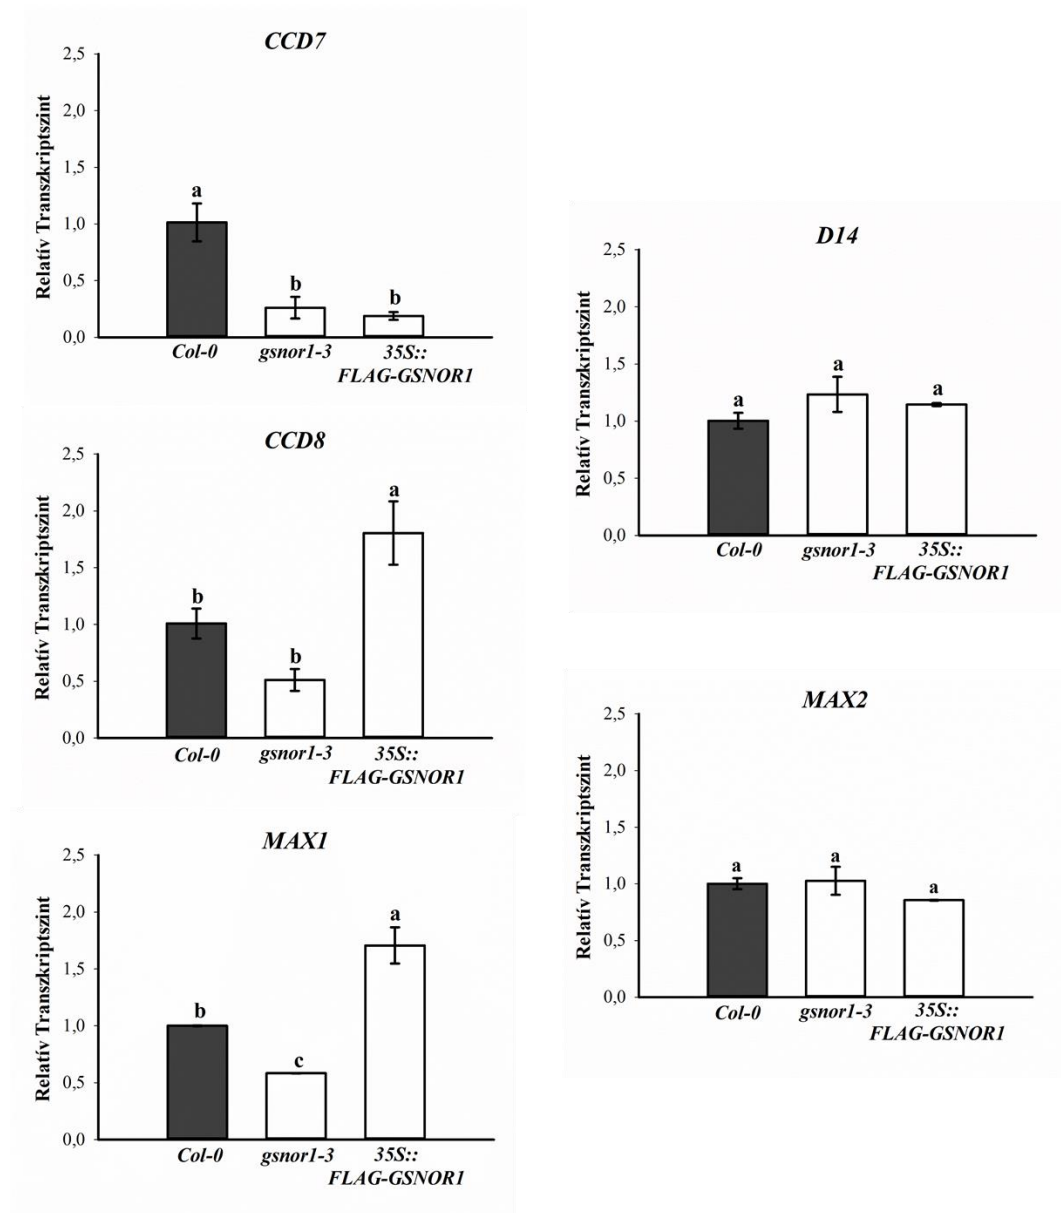 CCD7
Relatív Transzkriptszint
2,5
2,0
1,5
1,0
0,5
0,0
a
b
b
Col-0
gsnor1-3
35S::
FLAG-GSNOR1
CCD8
Relatív Transzkriptszint
2,5
2,0
1,5
1,0
0,5
0,0
b
b
a
Col-0
gsnor1-3
35S::
FLAG-GSNOR1
MAX1
Relatív Transzkriptszint
2,5
2,0
1,5
1,0
0,5
0,0
b
c
a
Col-0
gsnor1-3
35S::
FLAG-GSNOR1
D14
Relatív Transzkriptszint
2,5
2,0
1,5
1,0
0,5
0,0
a
a
a
Col-0
gsnor1-3
35S::
FLAG-GSNOR1
MAX2
Relatív Transzkriptszint
2,5
2,0
1,5
1,0
0,5
0,0
a
a
a
Col-0
gsnor1-3
35S::
FLAG-GSNOR1